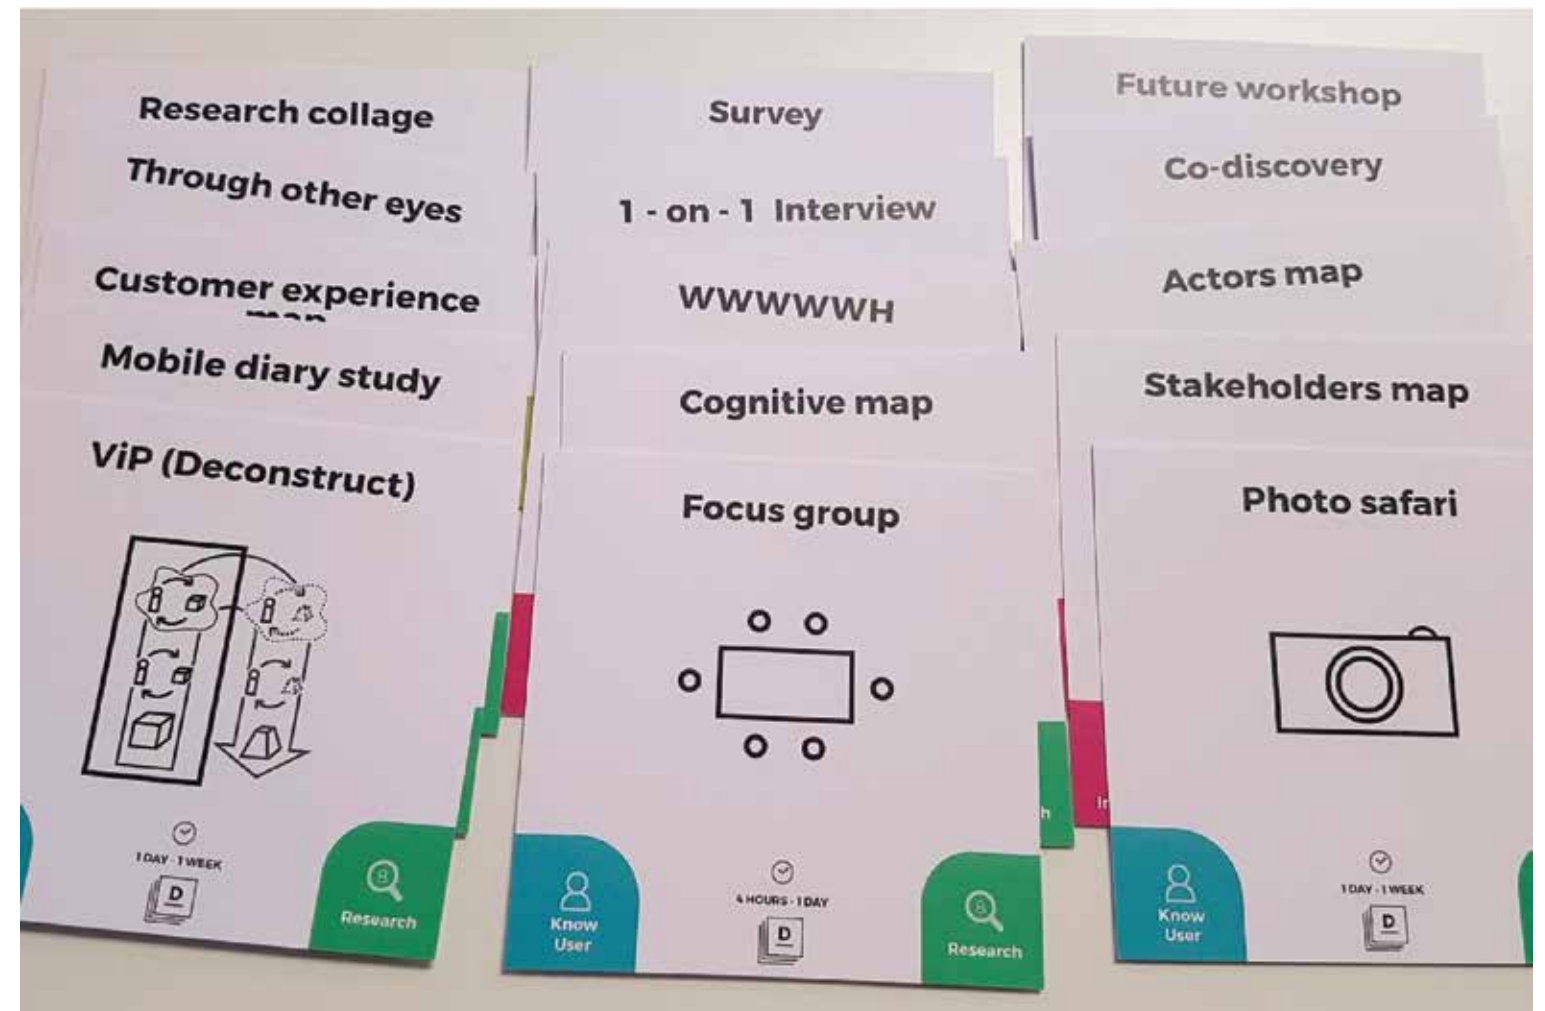 Research collage
Through other eyes
Customer experience
map
Mobile diary study
ViP (Deconstruct)
1 DAY - 1 WEEK
D
Research
Survey
1 - on - 1 Interview
WWWWWH
Cognitive map
Focus group
Know
User
4 HOURS - 1 DAY
D
Research
Future workshop
Co-discovery
Actors map
Stakeholders map
Photo safari
h
Ir
Know
User
1 DAY - 1 WEEK
D